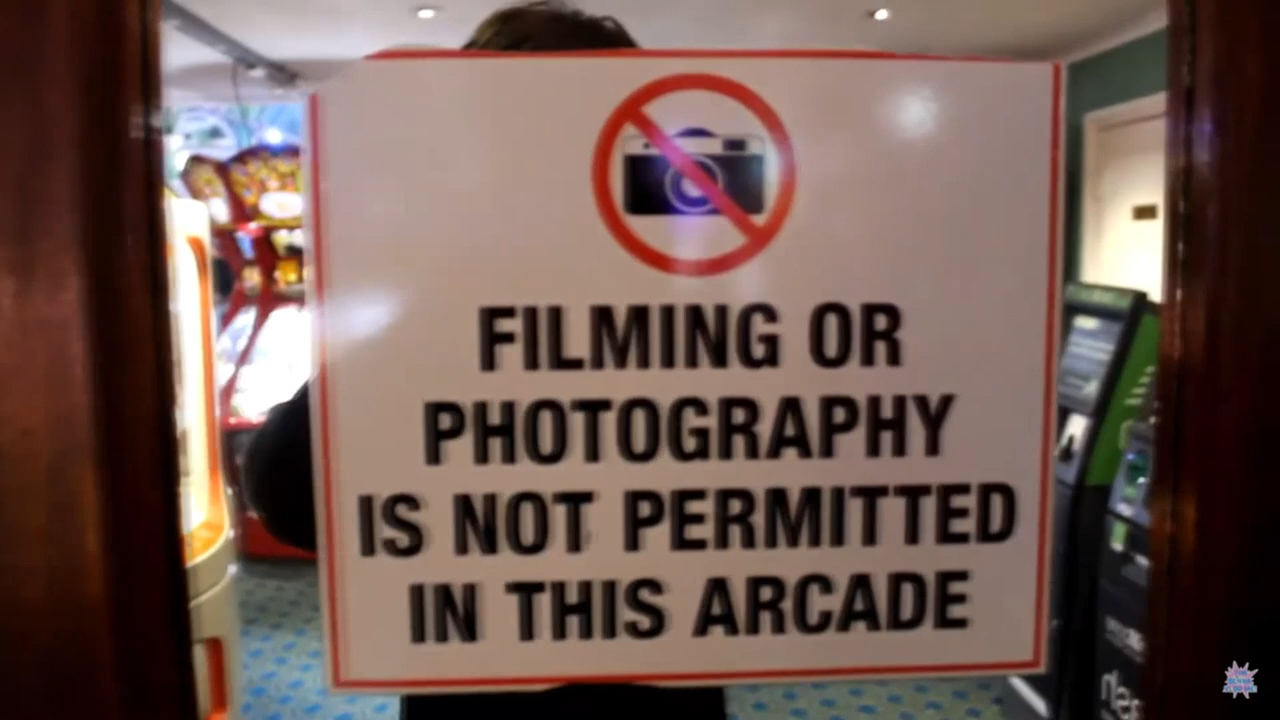 FILMING OR
PHOTOGRAPHY
IS NOT PERMITTED
IN THIS ARCADE